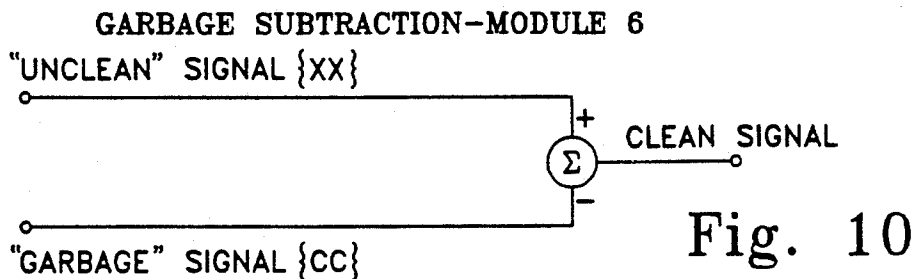 GARBAGE SUBTRACTION-MODULE 6
"UNCLEAN" SIGNAL {XX}
+
CLEAN SIGNAL
Σ
−
"GARBAGE" SIGNAL {CC}
Fig. 10